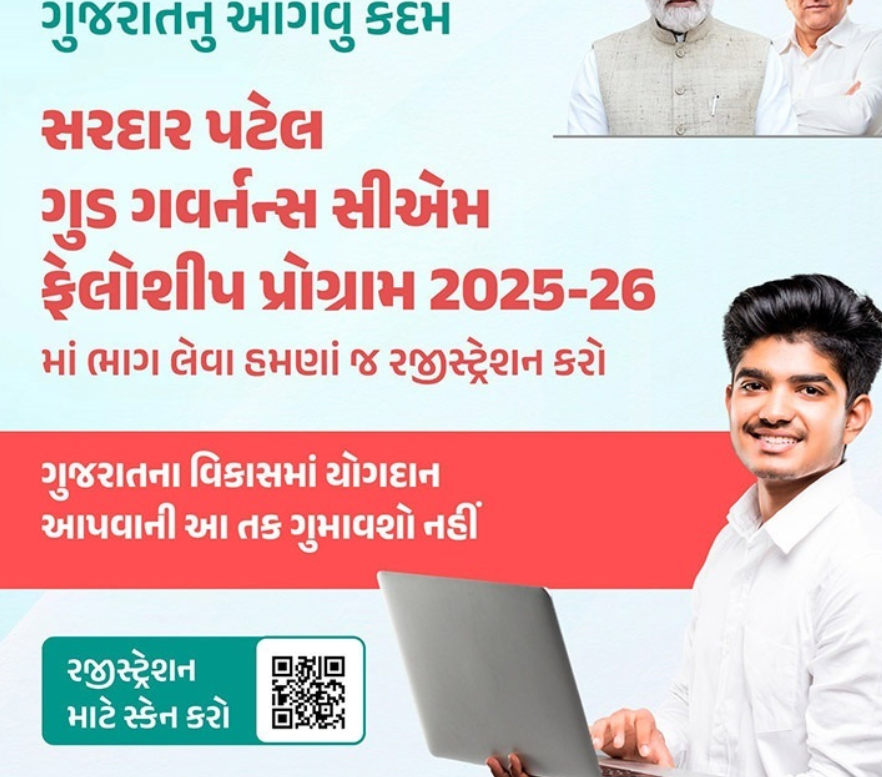 ગુજરાતનું આગવું કદમ
સરદાર પટેલ
ગુડ ગવર્નન્સ સીએમ
ફેલોશીપ પ્રોગ્રામ 2025-26
માં ભાગ લેવા હમણાં જ રજીસ્ટ્રેશન કરો
ગુજરાતના વિકાસમાં યોગદાન
આપવાની આ તક ગુમાવશો નહીં
રજીસ્ટ્રેશન
માટે સ્કેન કરો